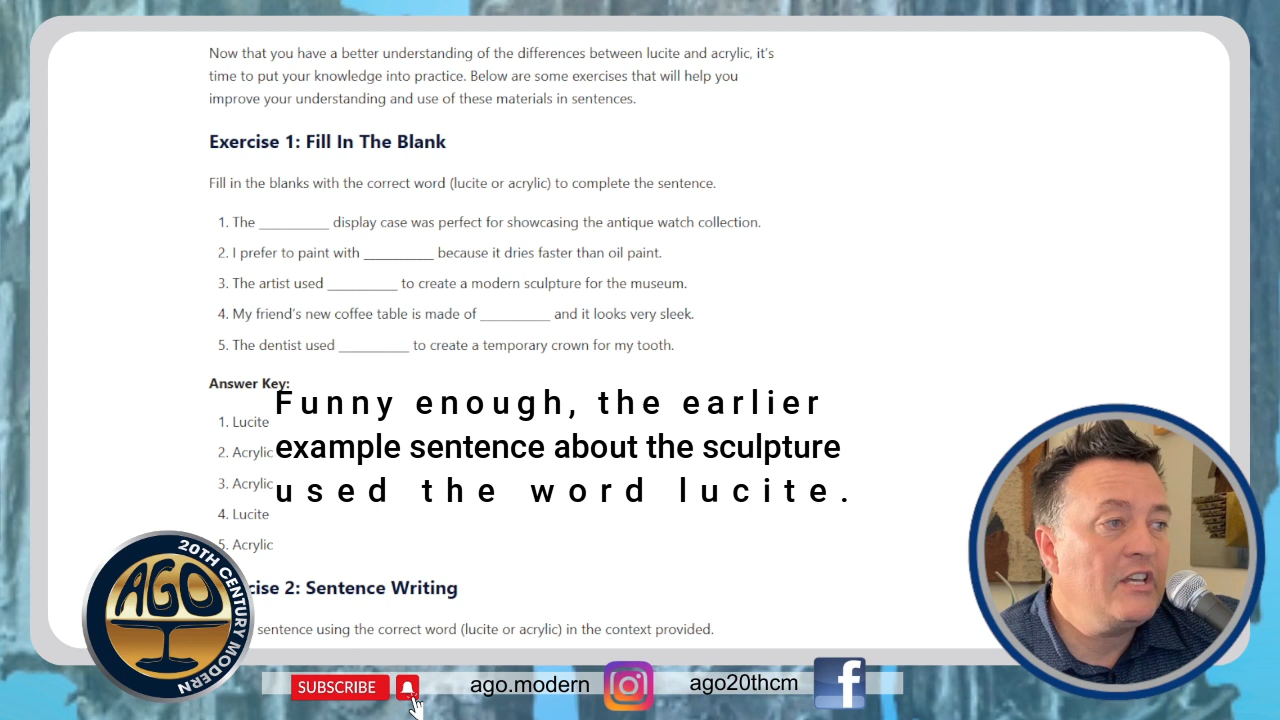 Now that you have a better understanding of the differences between lucite and acrylic, it's
time to put your knowledge into practice. Below are some exercises that will help you
improve your understanding and use of these materials in sentences.
Exercise 1: Fill In The Blank
Fill in the blanks with the correct word (lucite or acrylic) to complete the sentence.
1. The __________ display case was perfect for showcasing the antique watch collection.
2. I prefer to paint with __________ because it dries faster than oil paint.
3. The artist used __________ to create a modern sculpture for the museum.
4. My friend's new coffee table is made of __________ and it looks very sleek.
5. The dentist used __________ to create a temporary crown for my tooth.
Answer Key:
1. Lucite
2. Acrylic
3. Acrylic
4. Lucite
5. Acrylic
Funny enough, the earlier
example sentence about the sculpture
used the word lucite.
cise 2: Sentence Writing
sentence using the correct word (lucite or acrylic) in the context provided.
AGO
20TH CENTURY MODERN
SUBSCRIBE
ago.modern
ago20thcm
f